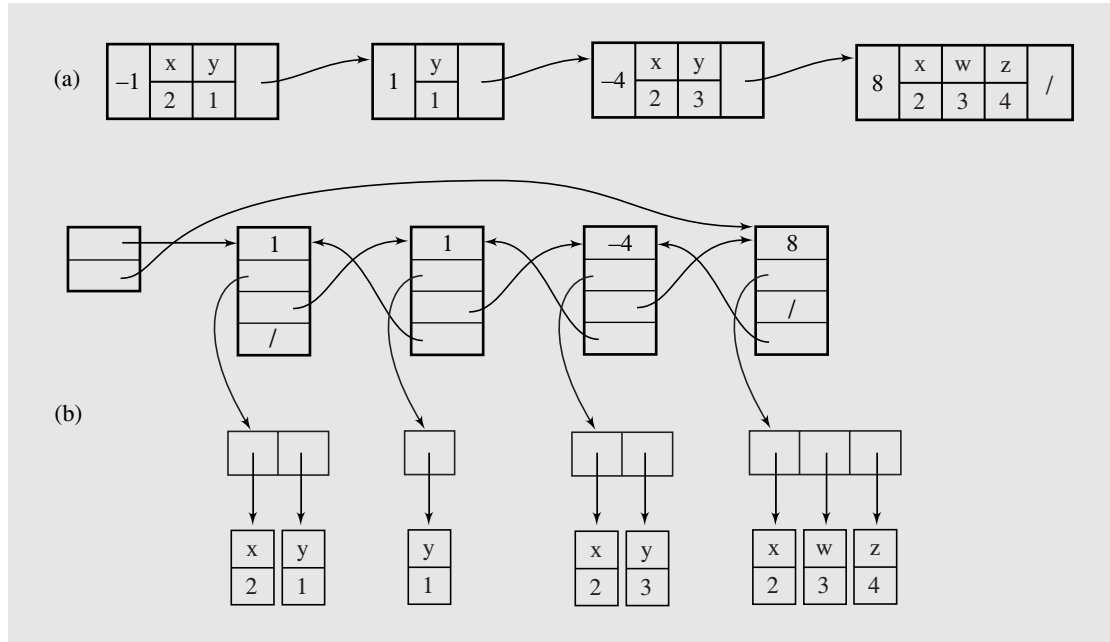 (a)
–1 x y 2 1
1 y 1
–4 x y 2 3
8 x w z 2 3 4 /
1 1 –4 8
/
/
(b)
x y y x y x w z
2 1 1 2 3 2 3 4